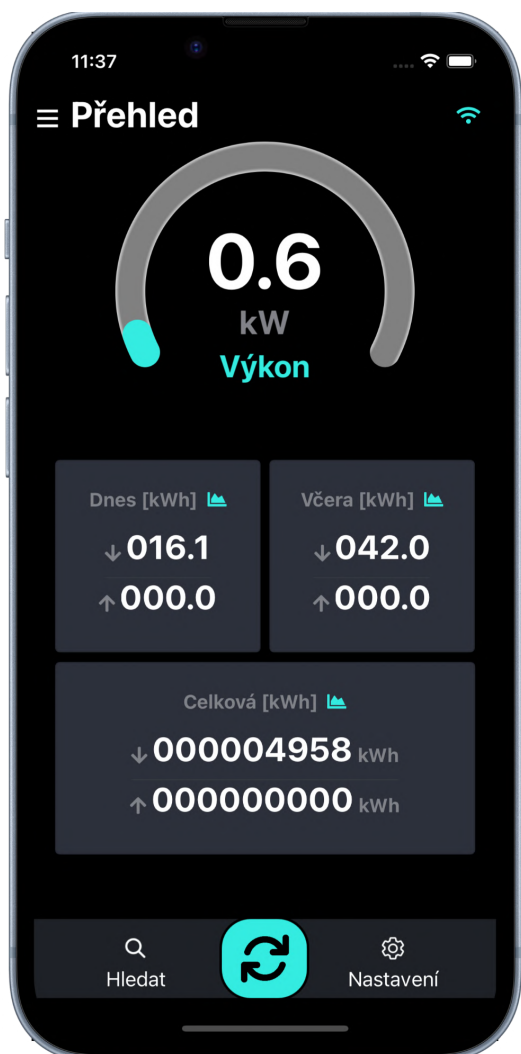 11:37
Přehled
0.6
kW
Výkon
Dnes [kWh]
Včera [kWh]
↓016.1
↓042.0
↑000.0
↑000.0
Celková [kWh]
↓000004958 kWh
↑000000000 kWh
Hledat
Nastavení